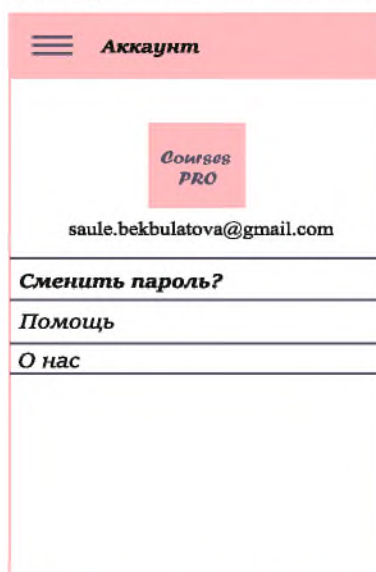 Аккаунт
Courses
PRO
saule.bekbulatova@gmail.com
Сменить пароль?
Помощь
О нас